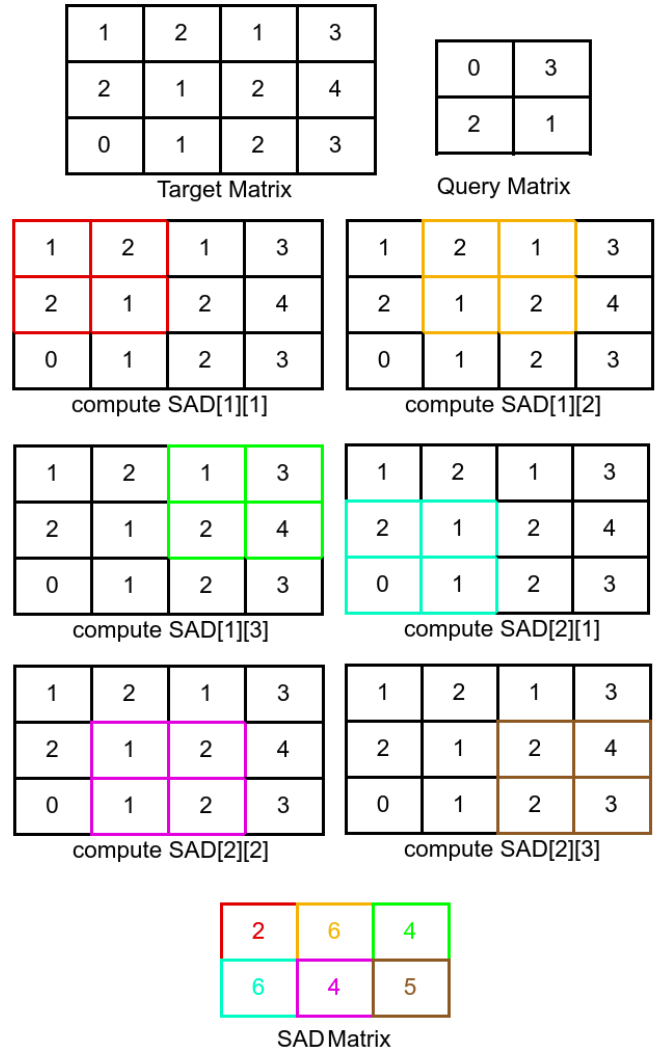 1 2 1 3
2 1 2 4
0 1 2 3
Target Matrix
0 3
2 1
Query Matrix
1 2 1 3
2 1 2 4
0 1 2 3
compute SAD[1][1]
1 2 1 3
2 1 2 4
0 1 2 3
compute SAD[1][2]
1 2 1 3
2 1 2 4
0 1 2 3
compute SAD[1][3]
1 2 1 3
2 1 2 4
0 1 2 3
compute SAD[2][1]
1 2 1 3
2 1 2 4
0 1 2 3
compute SAD[2][2]
1 2 1 3
2 1 2 4
0 1 2 3
compute SAD[2][3]
2 6 4
6 4 5
SAD Matrix